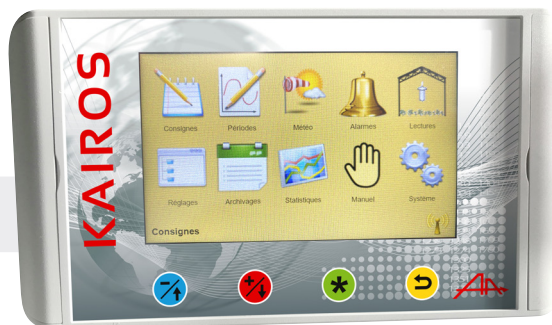 KAIROS
Consignes Périodes Météo Alarmes Lectures
Réglages Archivages Statistiques Manuel Système
Consignes